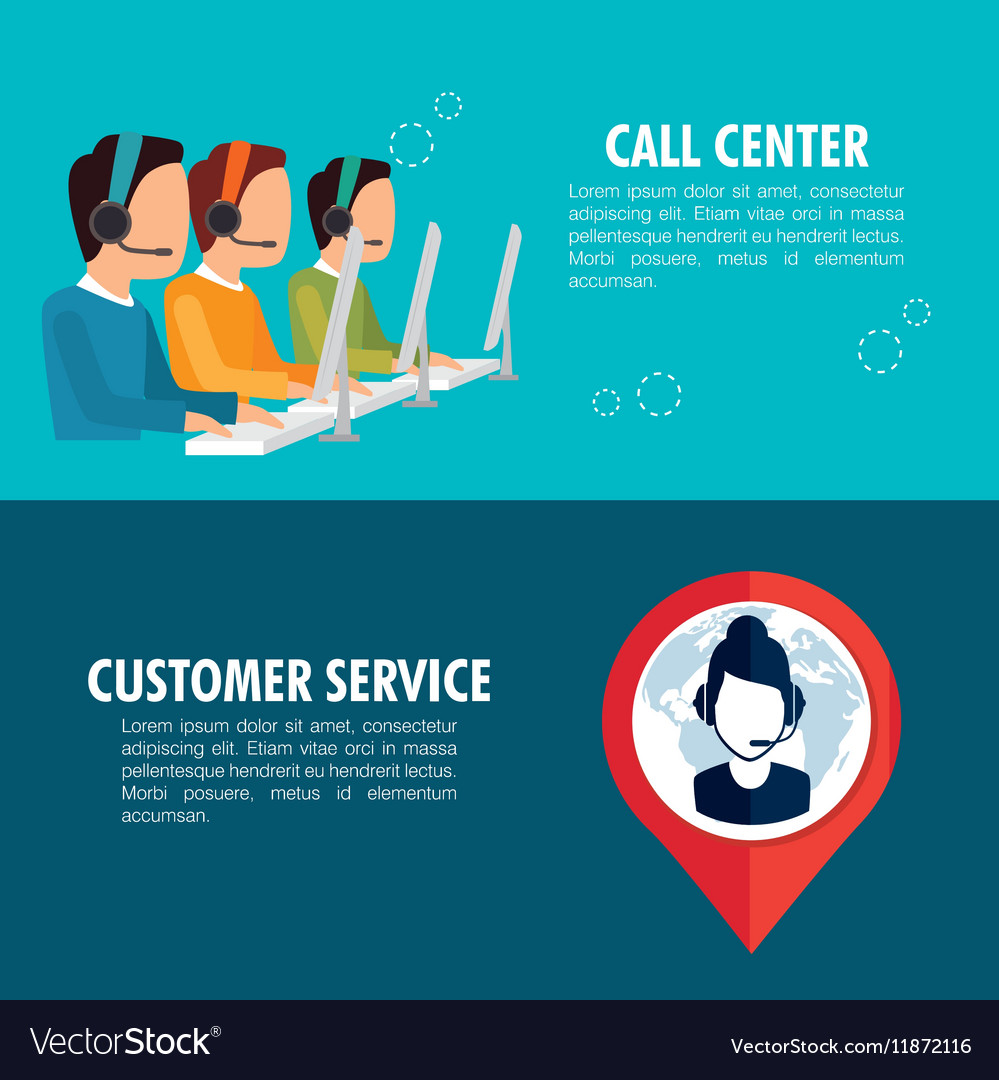 CALL CENTER
Lorem ipsum dolor sit amet, consectetur
adipiscing et. Etiam vitae orci in massa
pellentesque hendrerit eu hendrerit lectus.
Morbi posuere, metus id elementum
accumsan.
CUSTOMER SERVICE
Lorem ipsum dolor sit amet, consectetur
adipiscing et. Etiam vitae orci in massa
pellentesque hendrerit eu hendrerit lectus.
Morbi posuere, metus id elementum
accumsan.
VectorStock®
VectorStock.com/11872116